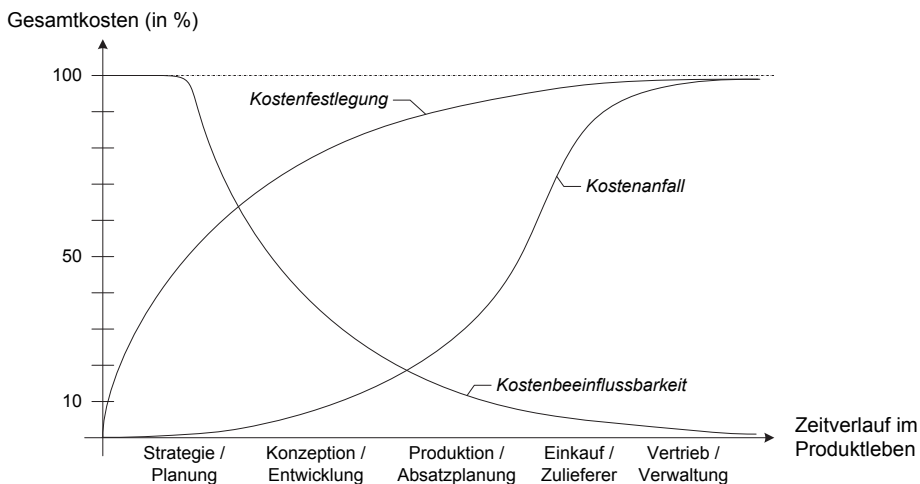 Gesamtkosten (in %)
100
Kostenfestlegung
Kostenanfall
50
Kostenbeeinflussbarkeit
10
Zeitverlauf im
Produktleben
Strategie /
Planung
Konzeption /
Entwicklung
Produktion /
Absatzplanung
Einkauf /
Zulieferer
Vertrieb /
Verwaltung